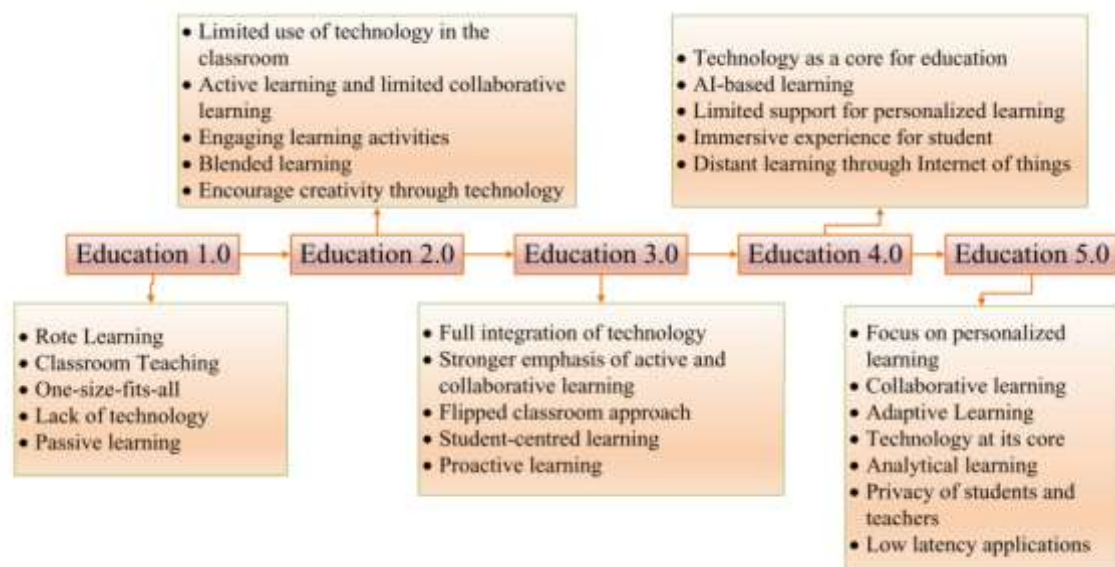 • Limited use of technology in the
classroom
• Active learning and limited collaborative
learning
• Engaging learning activities
• Blended learning
• Encourage creativity through technology
• Technology as a core for education
• AI-based learning
• Limited support for personalized learning
• Immersive experience for student
• Distant learning through Internet of things
Education 1.0
Education 2.0
Education 3.0
Education 4.0
Education 5.0
• Rote Learning
• Classroom Teaching
• One-size-fits-all
• Lack of technology
• Passive learning
• Full integration of technology
• Stronger emphasis of active and
collaborative learning
• Flipped classroom approach
• Student-centred learning
• Proactive learning
• Focus on personalized
learning
• Collaborative learning
• Adaptive Learning
• Technology at its core
• Analytical learning
• Privacy of students and
teachers
• Low latency applications